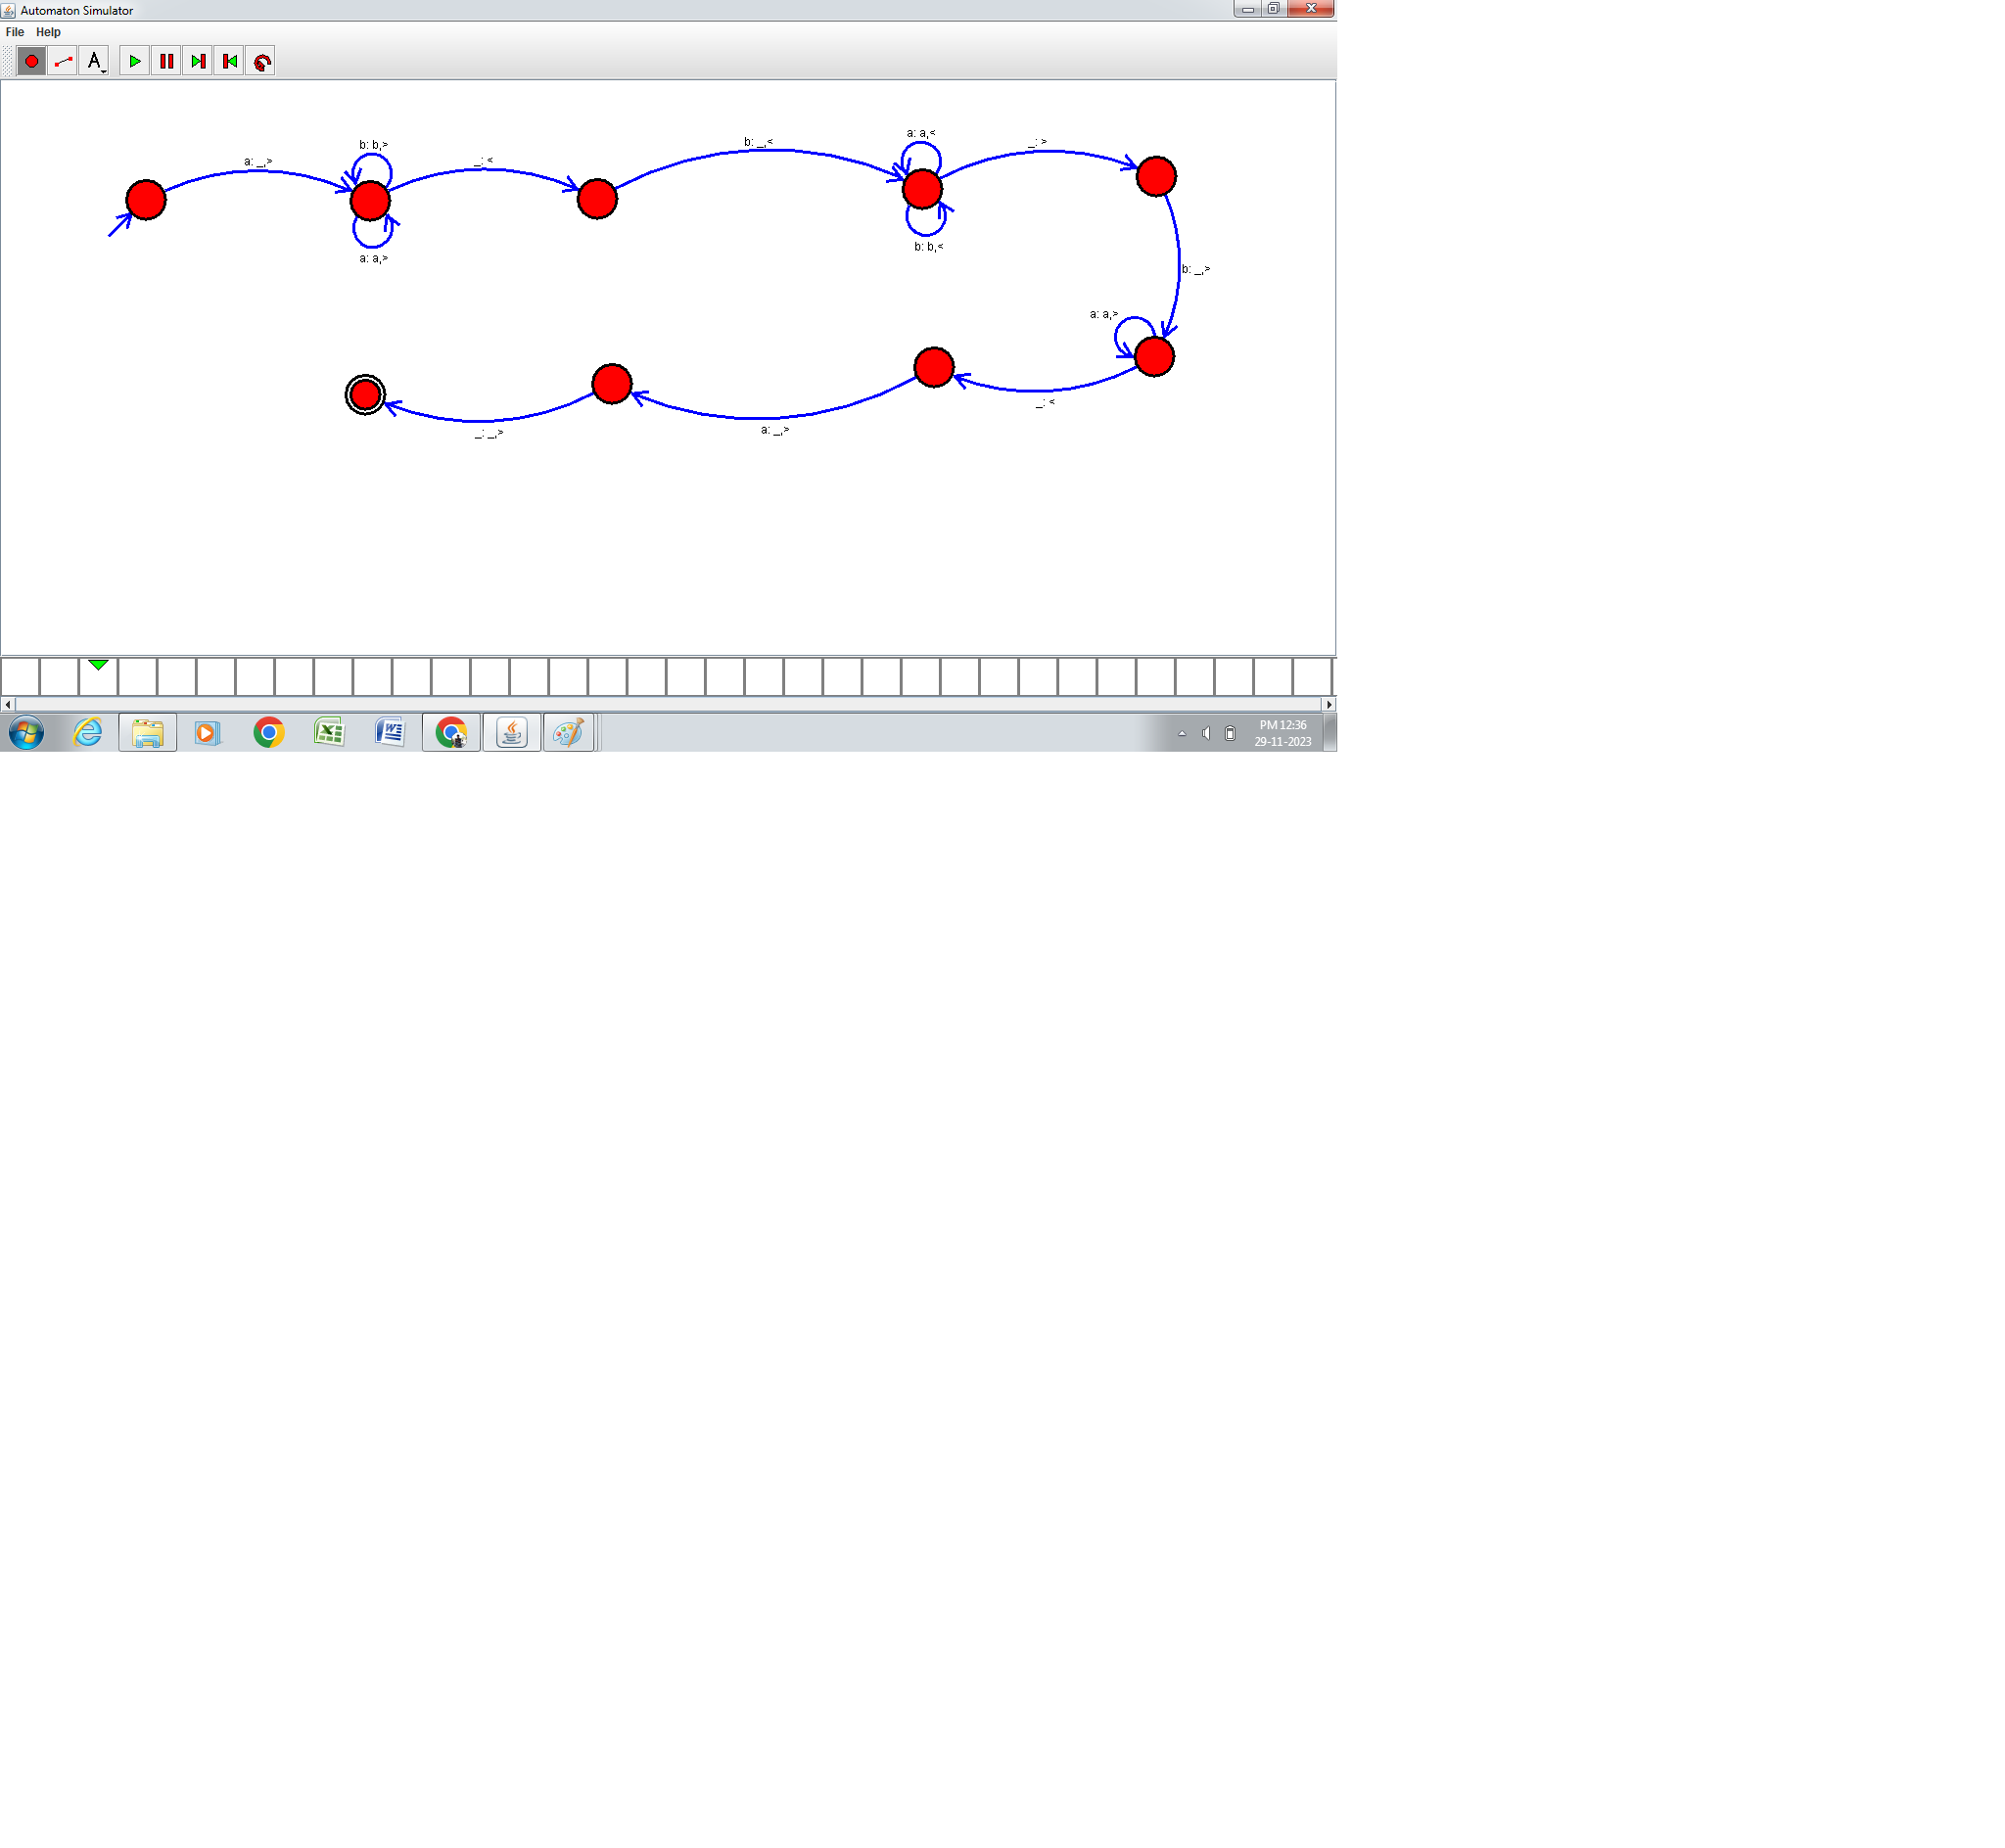 Automaton Simulator
File Help
A
a: a,<
_: >
b: _,<
b: b,>
_: <
a: _,>
b: b,<
a: a,>
b: _,>
a: a,>
_: <
a: _,>
_: _,>
PM 12:36
29-11-2023